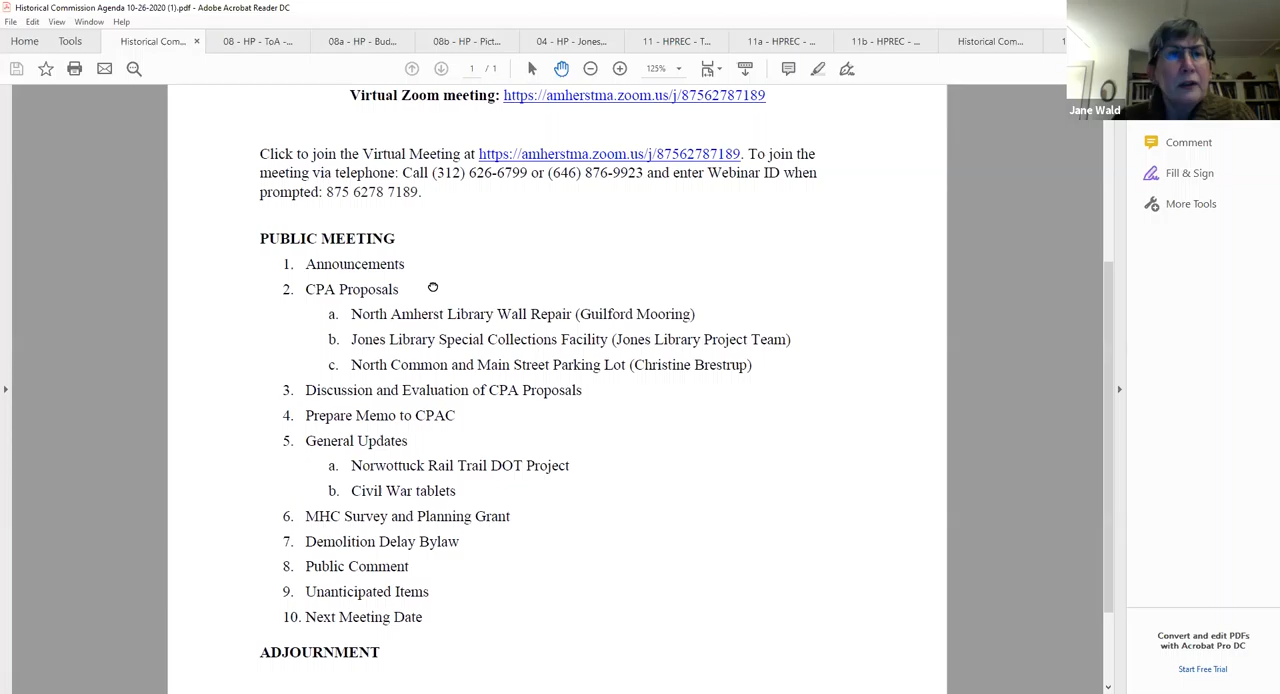 Historical Commission Agenda 10-26-2020 (1).pdf - Adobe Acrobat Reader DC
File Edit View Window Help
Home Tools Historical Com... × 08 - HP - ToA -... 08a - HP - Bud... 08b - HP - Pict... 04 - HP - Jones... 11 - HPREC - T... 11a - HPREC - ... 11b - HPREC - ... Historical Com...
1 / 1 125%
Jane Wald
Virtual Zoom meeting: https://amherstma.zoom.us/j/87562787189
Click to join the Virtual Meeting at https://amherstma.zoom.us/j/87562787189. To join the
meeting via telephone: Call (312) 626-6799 or (646) 876-9923 and enter Webinar ID when
prompted: 875 6278 7189.
PUBLIC MEETING
1. Announcements
2. CPA Proposals
a. North Amherst Library Wall Repair (Guilford Mooring)
b. Jones Library Special Collections Facility (Jones Library Project Team)
c. North Common and Main Street Parking Lot (Christine Brestrup)
3. Discussion and Evaluation of CPA Proposals
4. Prepare Memo to CPAC
5. General Updates
a. Norwottuck Rail Trail DOT Project
b. Civil War tablets
6. MHC Survey and Planning Grant
7. Demolition Delay Bylaw
8. Public Comment
9. Unanticipated Items
10. Next Meeting Date
ADJOURNMENT
Comment
Fill & Sign
More Tools
Convert and edit PDFs
with Acrobat Pro DC
Start Free Trial